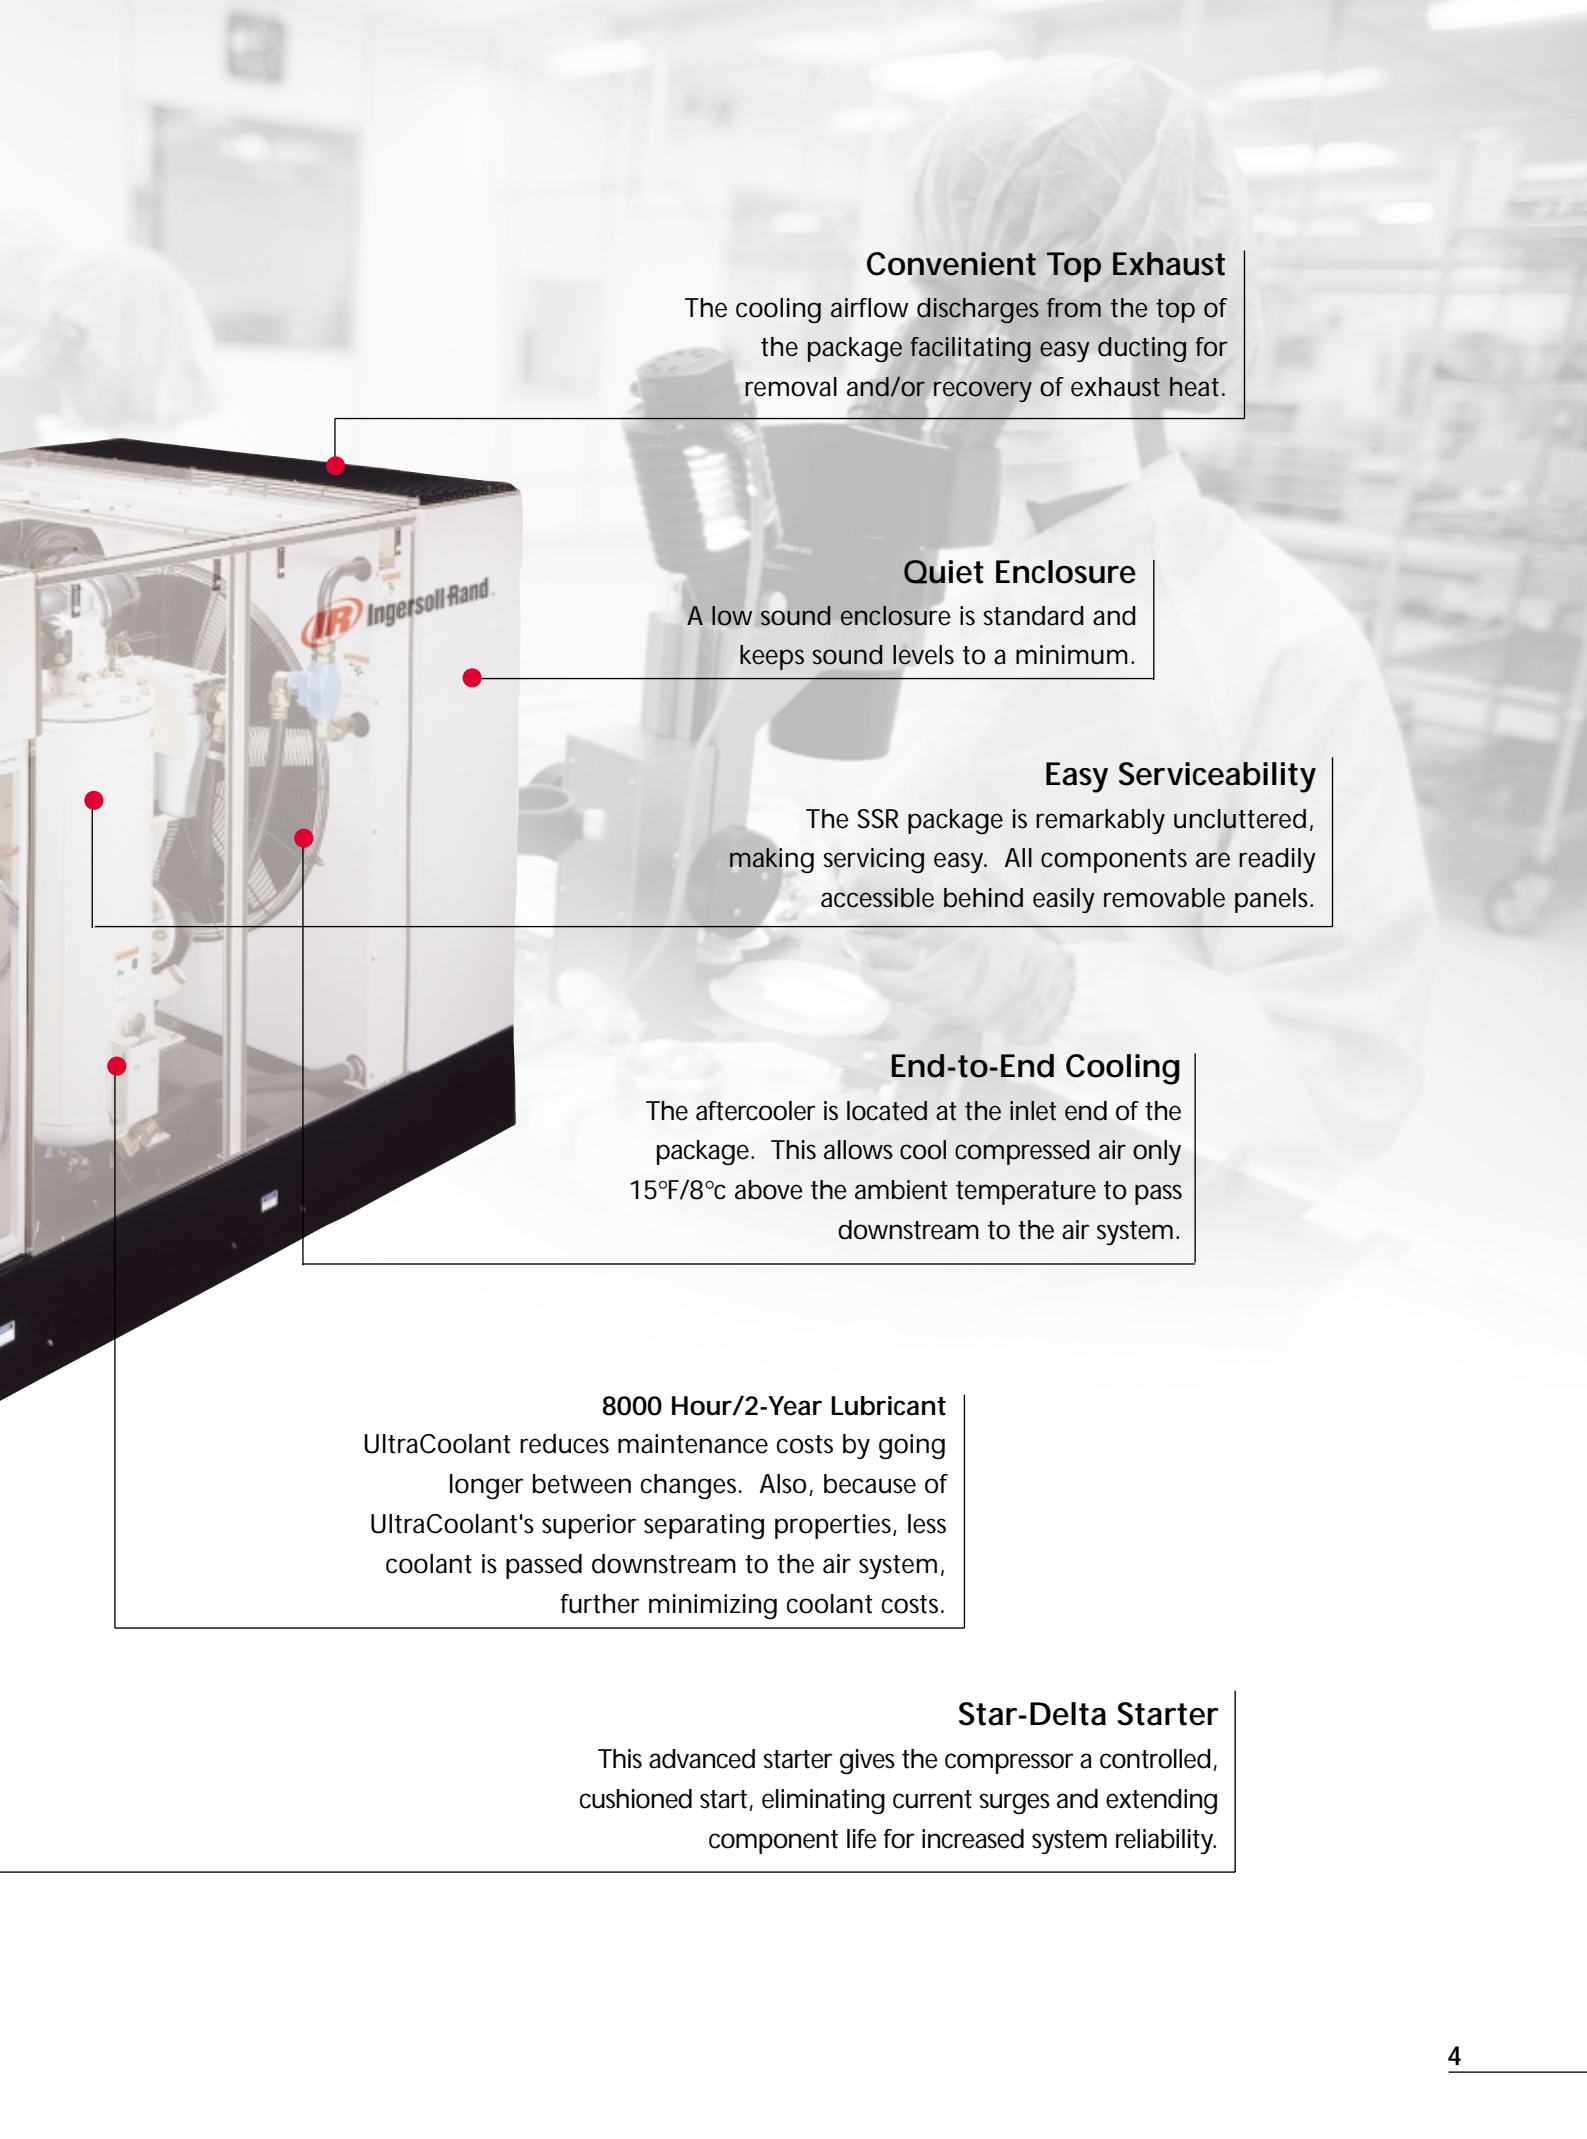 Convenient Top Exhaust
The cooling airflow discharges from the top of
the package facilitating easy ducting for
removal and/or recovery of exhaust heat.
IR Ingersoll-Rand
Quiet Enclosure
A low sound enclosure is standard and
keeps sound levels to a minimum.
Easy Serviceability
The SSR package is remarkably uncluttered,
making servicing easy. All components are readily
accessible behind easily removable panels.
End-to-End Cooling
The aftercooler is located at the inlet end of the
package. This allows cool compressed air only
15°F/8°c above the ambient temperature to pass
downstream to the air system.
8000 Hour/2-Year Lubricant
UltraCoolant reduces maintenance costs by going
longer between changes. Also, because of
UltraCoolant's superior separating properties, less
coolant is passed downstream to the air system,
further minimizing coolant costs.
Star-Delta Starter
This advanced starter gives the compressor a controlled,
cushioned start, eliminating current surges and extending
component life for increased system reliability.
4